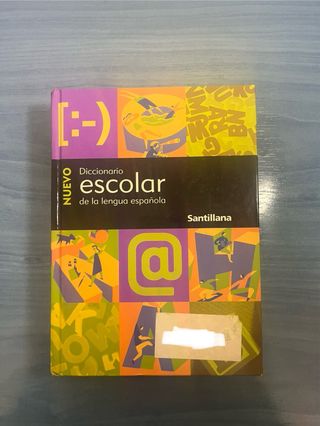 [:-)
NUEVO
Diccionario
escolar
de la lengua española
Santillana
@